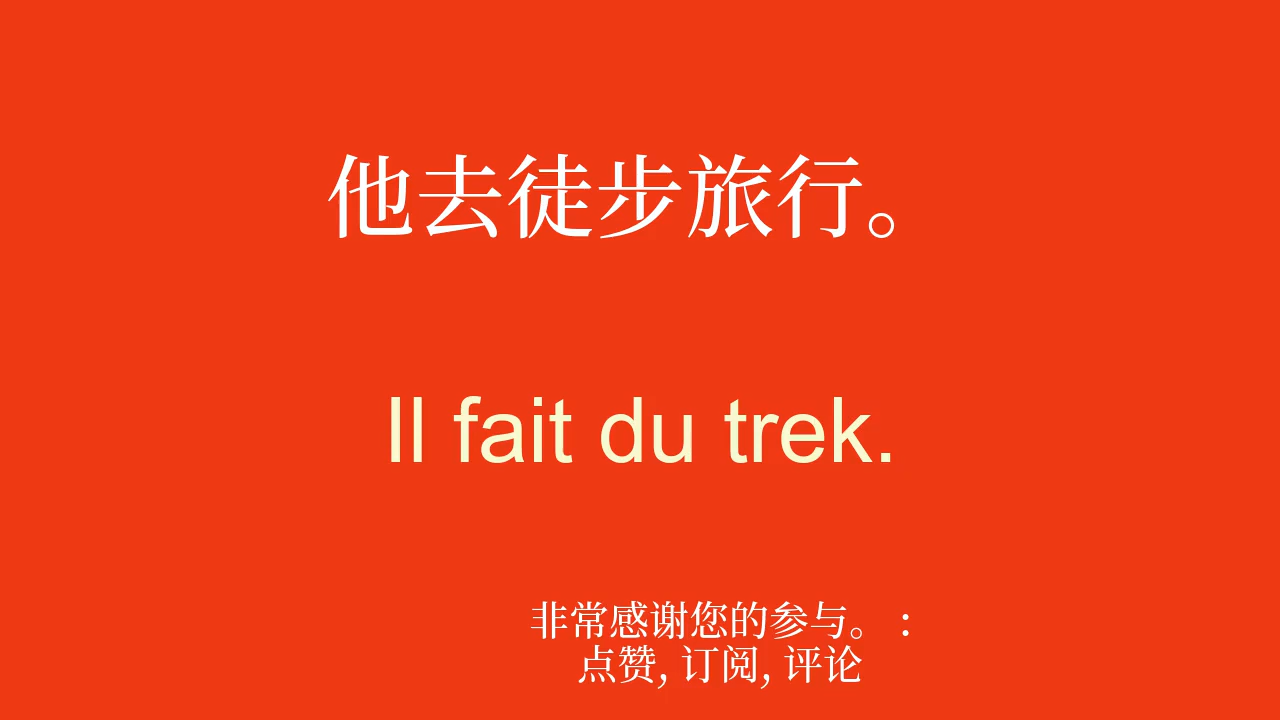 他去徒步旅行。
Il fait du trek.
非常感谢您的参与。 :
点赞, 订阅, 评论